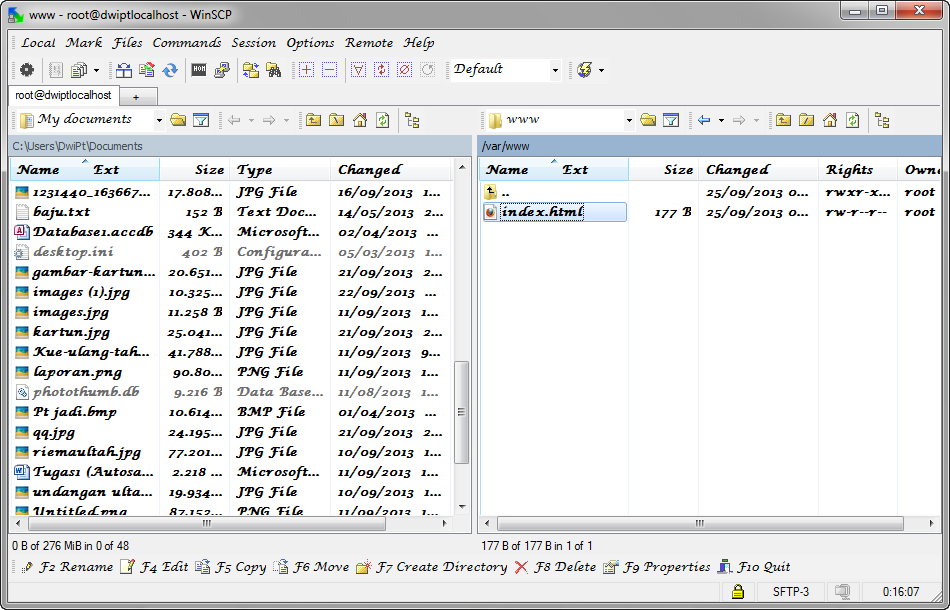 www - root@dwiptlocalhost - WinSCP
Local Mark Files Commands Session Options Remote Help
Default
root@dwiptlocalhost +
My documents www
C:\Users\DwiPt\Documents /var/www
Name Ext Size Type Changed Name Ext Size Changed Rights Owne
1231440_163667... 17.808... JPG File 16/09/2013 1... .. 25/09/2013 0... rwxr-x... root
baju.txt 152 B Text Doc... 14/05/2013 2... index.html 177 B 25/09/2013 0... rw-r--r-- root
Database1.accdb 344 K... Microsoft... 02/04/2013 ...
desktop.ini 402 B Configura... 05/03/2013 1...
gambar-kartun... 20.651... JPG File 21/09/2013 2...
images (1).jpg 10.325... JPG File 22/09/2013 ...
images.jpg 11.258 B JPG File 11/09/2013 1...
kartun.jpg 25.041... JPG File 21/09/2013 2...
Kue-ulang-tah... 41.788... JPG File 11/09/2013 9...
laporan.png 90.80... PNG File 11/09/2013 1...
photothumb.db 9.216 B Data Base... 11/08/2013 1...
Pt jadi.bmp 10.614... BMP File 01/04/2013 ...
qq.jpg 24.195... JPG File 21/09/2013 2...
riemaultah.jpg 77.201... JPG File 10/09/2013 1...
Tugas1 (Autosa... 2.218 ... Microsoft... 11/09/2013 1...
undangan ulta... 19.934... JPG File 10/09/2013 1...
Untitled.png 87.152... PNG File 11/09/2013 1...
0 B of 276 MiB in 0 of 48 177 B of 177 B in 1 of 1
F2 Rename F4 Edit F5 Copy F6 Move F7 Create Directory F8 Delete F9 Properties F10 Quit
SFTP-3 0:16:07